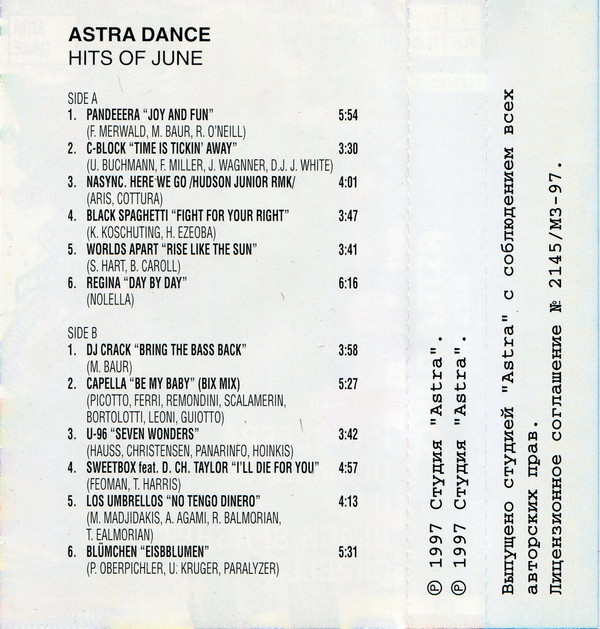 ASTRA DANCE
HITS OF JUNE
SIDE A
1. PANDEEERA "JOY AND FUN" 5:54
(F. MERWALD, M. BAUR, R. O'NEILL)
2. C-BLOCK "TIME IS TICKIN' AWAY" 3:30
(U. BUCHMANN, F. MILLER, J. WAGNNER, D.J. J. WHITE)
3. NASYNC. HERE WE GO /HUDSON JUNIOR RMK/ 4:01
(ARIS, COTTURA)
4. BLACK SPAGHETTI "FIGHT FOR YOUR RIGHT" 3:47
(K. KOSCHUTING, H. EZEOBA)
5. WORLDS APART "RISE LIKE THE SUN" 3:41
(S. HART, B. CAROLL)
6. REGINA "DAY BY DAY" 6:16
(NOLELLA)
SIDE B
1. DJ CRACK "BRING THE BASS BACK" 3:58
(M. BAUR)
2. CAPELLA "BE MY BABY" (BIX MIX) 5:27
(PICOTTO, FERRI, REMONDINI, SCALAMERIN,
BORTOLOTTI, LEONI, GUIOTTO)
3. U-96 "SEVEN WONDERS" 3:42
(HAUSS, CHRISTENSEN, PANARINFO, HOINKIS)
4. SWEETBOX feat. D. CH. TAYLOR "I'LL DIE FOR YOU" 4:57
(FEOMAN, T. HARRIS)
5. LOS UMBRELLOS "NO TENGO DINERO" 4:13
(M. MADJIDAKIS, A. AGAMI, R. BALMORIAN,
T. EALMORIAN)
6. BLÜMCHEN "EISBBLUMEN" 5:31
(P. OBERPICHLER, U. KRUGER, PARALYZER)
℗ 1997 Студия "Astra".
℗ 1997 Студия "Astra".
Выпущено студией "Astra" с соблюдением всех
авторских прав.
Лицензионное соглашение № 2145/МЗ-97.